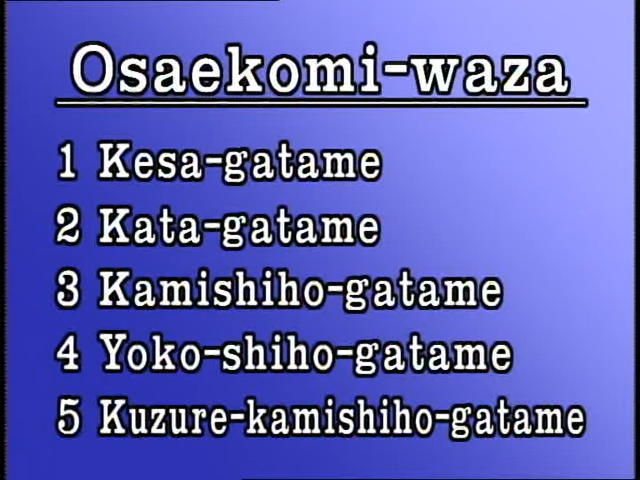 Osaekomi-waza
1 Kesa-gatame
2 Kata-gatame
3 Kamishiho-gatame
4 Yoko-shiho-gatame
5 Kuzure-kamishiho-gatame